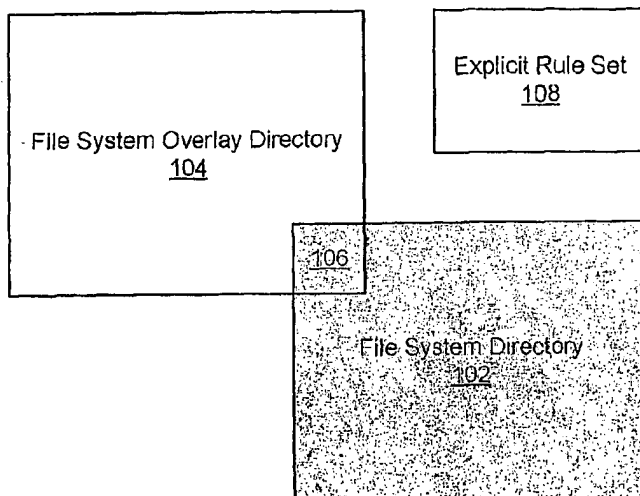 Explicit Rule Set
108
File System Overlay Directory
104
106
File System Directory
102